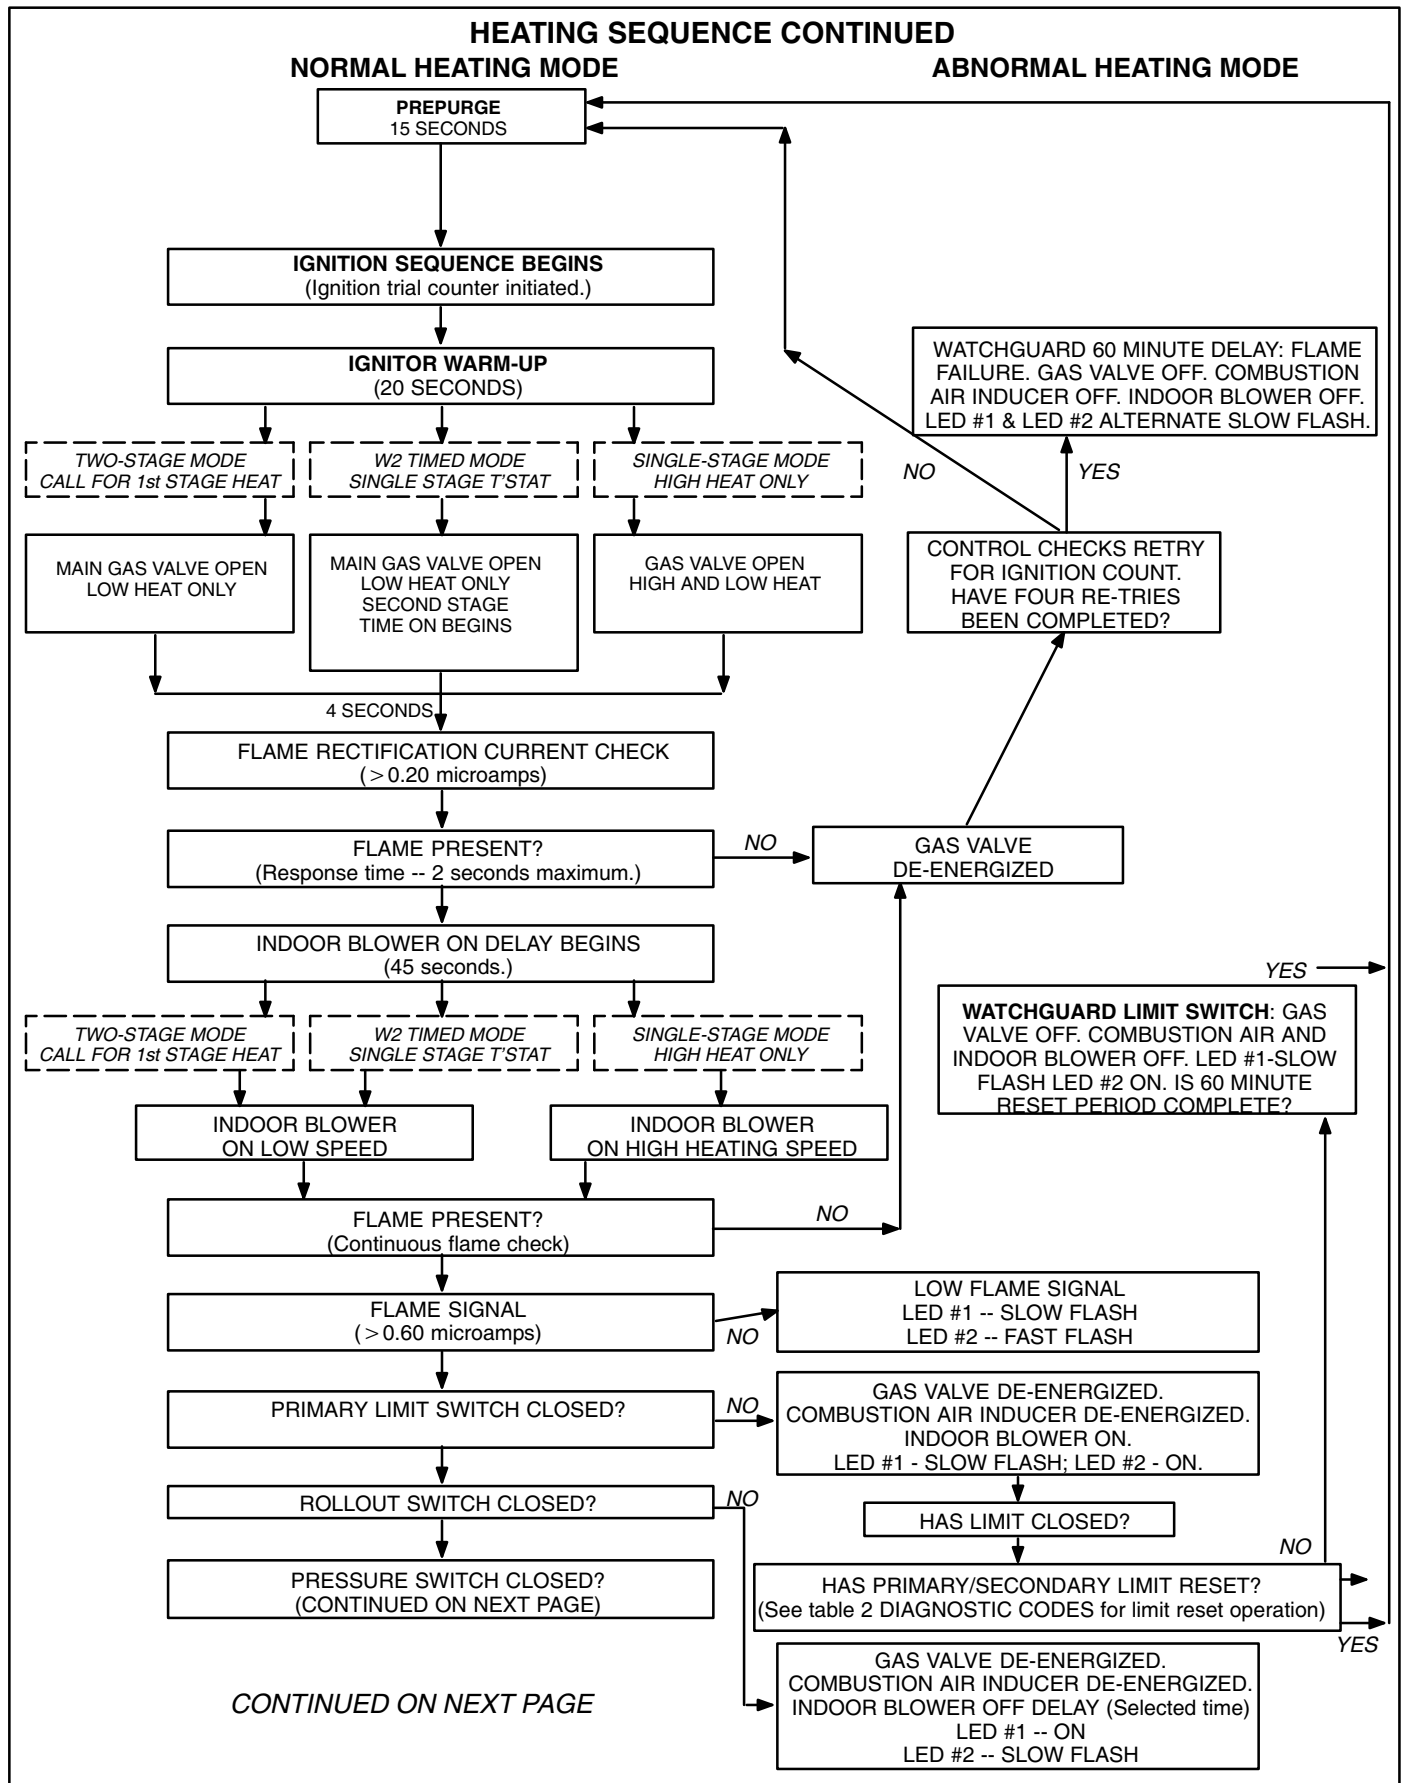 HEATING SEQUENCE CONTINUED
NORMAL HEATING MODE
ABNORMAL HEATING MODE
PREPURGE
15 SECONDS
IGNITION SEQUENCE BEGINS
(Ignition trial counter initiated.)
IGNITOR WARM-UP
(20 SECONDS)
WATCHGUARD 60 MINUTE DELAY: FLAME
FAILURE. GAS VALVE OFF. COMBUSTION
AIR INDUCER OFF. INDOOR BLOWER OFF.
LED #1 & LED #2 ALTERNATE SLOW FLASH.
TWO-STAGE MODE
CALL FOR 1st STAGE HEAT
W2 TIMED MODE
SINGLE STAGE T'STAT
SINGLE-STAGE MODE
HIGH HEAT ONLY
NO
YES
MAIN GAS VALVE OPEN
LOW HEAT ONLY
MAIN GAS VALVE OPEN
LOW HEAT ONLY
SECOND STAGE
TIME ON BEGINS
GAS VALVE OPEN
HIGH AND LOW HEAT
CONTROL CHECKS RETRY
FOR IGNITION COUNT.
HAVE FOUR RE-TRIES
BEEN COMPLETED?
4 SECONDS
FLAME RECTIFICATION CURRENT CHECK
(>0.20 microamps)
FLAME PRESENT?
(Response time -- 2 seconds maximum.)
NO
GAS VALVE
DE-ENERGIZED
INDOOR BLOWER ON DELAY BEGINS
(45 seconds.)
YES
TWO-STAGE MODE
CALL FOR 1st STAGE HEAT
W2 TIMED MODE
SINGLE STAGE T'STAT
SINGLE-STAGE MODE
HIGH HEAT ONLY
WATCHGUARD LIMIT SWITCH: GAS
VALVE OFF. COMBUSTION AIR AND
INDOOR BLOWER OFF. LED #1-SLOW
FLASH LED #2 ON. IS 60 MINUTE
RESET PERIOD COMPLETE?
INDOOR BLOWER
ON LOW SPEED
INDOOR BLOWER
ON HIGH HEATING SPEED
FLAME PRESENT?
(Continuous flame check)
NO
FLAME SIGNAL
(>0.60 microamps)
NO
LOW FLAME SIGNAL
LED #1 -- SLOW FLASH
LED #2 -- FAST FLASH
PRIMARY LIMIT SWITCH CLOSED?
NO
GAS VALVE DE-ENERGIZED.
COMBUSTION AIR INDUCER DE-ENERGIZED.
INDOOR BLOWER ON.
LED #1 - SLOW FLASH; LED #2 - ON.
ROLLOUT SWITCH CLOSED?
NO
HAS LIMIT CLOSED?
NO
PRESSURE SWITCH CLOSED?
(CONTINUED ON NEXT PAGE)
HAS PRIMARY/SECONDARY LIMIT RESET?
(See table 2 DIAGNOSTIC CODES for limit reset operation)
YES
GAS VALVE DE-ENERGIZED.
COMBUSTION AIR INDUCER DE-ENERGIZED.
INDOOR BLOWER OFF DELAY (Selected time)
LED #1 -- ON
LED #2 -- SLOW FLASH
CONTINUED ON NEXT PAGE